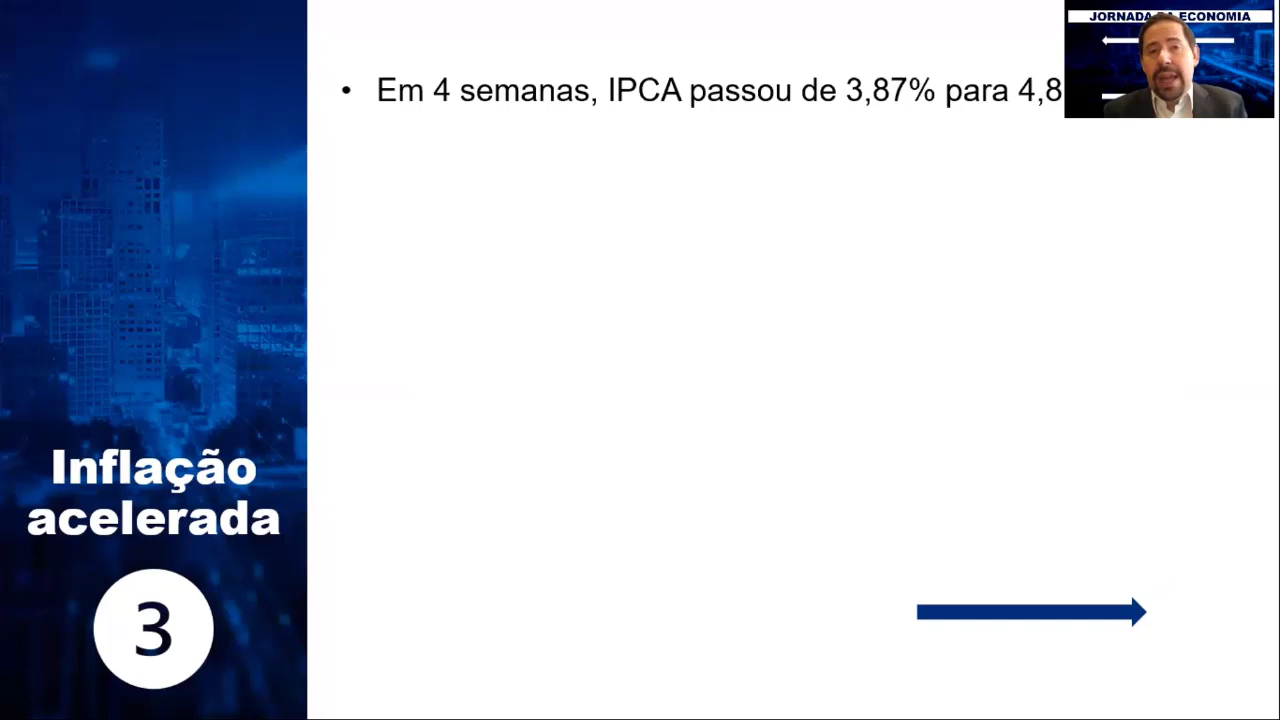 JORNADA DA ECONOMIA
• Em 4 semanas, IPCA passou de 3,87% para 4,8
Inflação
acelerada
3